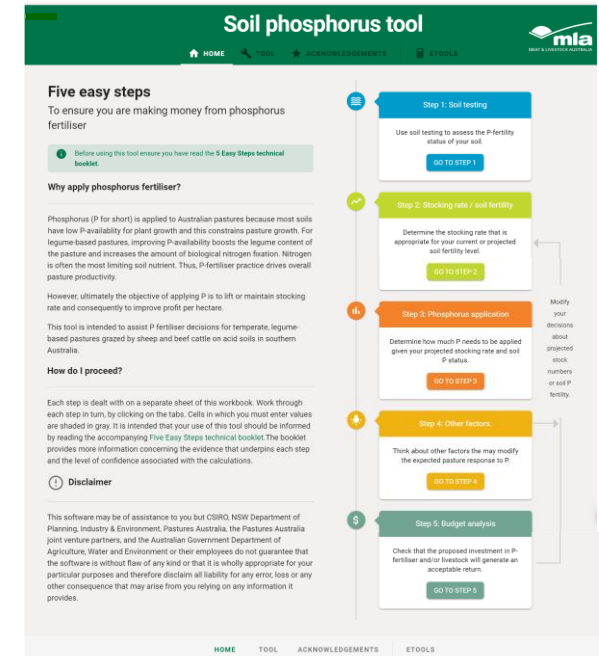 Soil phosphorus tool
mla
MEAT & LIVESTOCK AUSTRALIA
HOME
TOOL
ACKNOWLEDGEMENTS
ETOOLS
Five easy steps
To ensure you are making money from phosphorus
fertiliser
Before using this tool ensure you have read the 5 Easy Steps technical
booklet.
Why apply phosphorus fertiliser?
Phosphorus (P for short) is applied to Australian pastures because most soils
have low P-availablity for plant growth and this constrains pasture growth. For
legume-based pastures, improving P-availability boosts the legume content of
the pasture and increases the amount of biological nitrogen fixation. Nitrogen
is often the most limiting soil nutrient. Thus, P-fertiliser practice drives overall
pasture productivity.
However, ultimately the objective of applying P is to lift or maintain stocking
rate and consequently to improve profit per hectare.
This tool is intended to assist P fertiliser decisions for temperate, legume-
based pastures grazed by sheep and beef cattle on acid soils in southern
Australia.
How do I proceed?
Each step is dealt with on a separate sheet of this workbook. Work through
each step in turn, by clicking on the tabs. Cells in which you must enter values
are shaded in gray. It is intended that your use of this tool should be informed
by reading the accompanying Five Easy Steps technical booklet.The booklet
provides more information concerning the evidence that underpins each step
and the level of confidence associated with the calculations.
Disclaimer
This software may be of assistance to you but CSIRO, NSW Department of
Planning, Industry & Environment, Pastures Australia, the Pastures Australia
joint venture partners, and the Australian Government Department of
Agriculture, Water and Environment or their employees do not guarantee that
the software is without flaw of any kind or that it is wholly appropriate for your
particular purposes and therefore disclaim all liability for any error, loss or any
other consequence that may arise from you relying on any information it
provides.
Step 1: Soil testing
Use soil testing to assess the P-fertility
status of your soil.
GO TO STEP 1
Step 2: Stocking rate / soil fertility
Determine the stocking rate that is
appropriate for your current or projected
soil fertility level.
GO TO STEP 2
Step 3: Phosphorus application
Determine how much P needs to be applied
given your projected stocking rate and soil
P status.
GO TO STEP 3
Step 4: Other factors
Think about other factors the may modify
the expected pasture response to P.
GO TO STEP 4
Step 5: Budget analysis
Check that the proposed investment in P-
fertiliser and/or livestock will generate an
acceptable return.
GO TO STEP 5
Modify
your
decisions
about
projected
stock
numbers
or soil P
fertility.
HOME
TOOL
ACKNOWLEDGEMENTS
ETOOLS